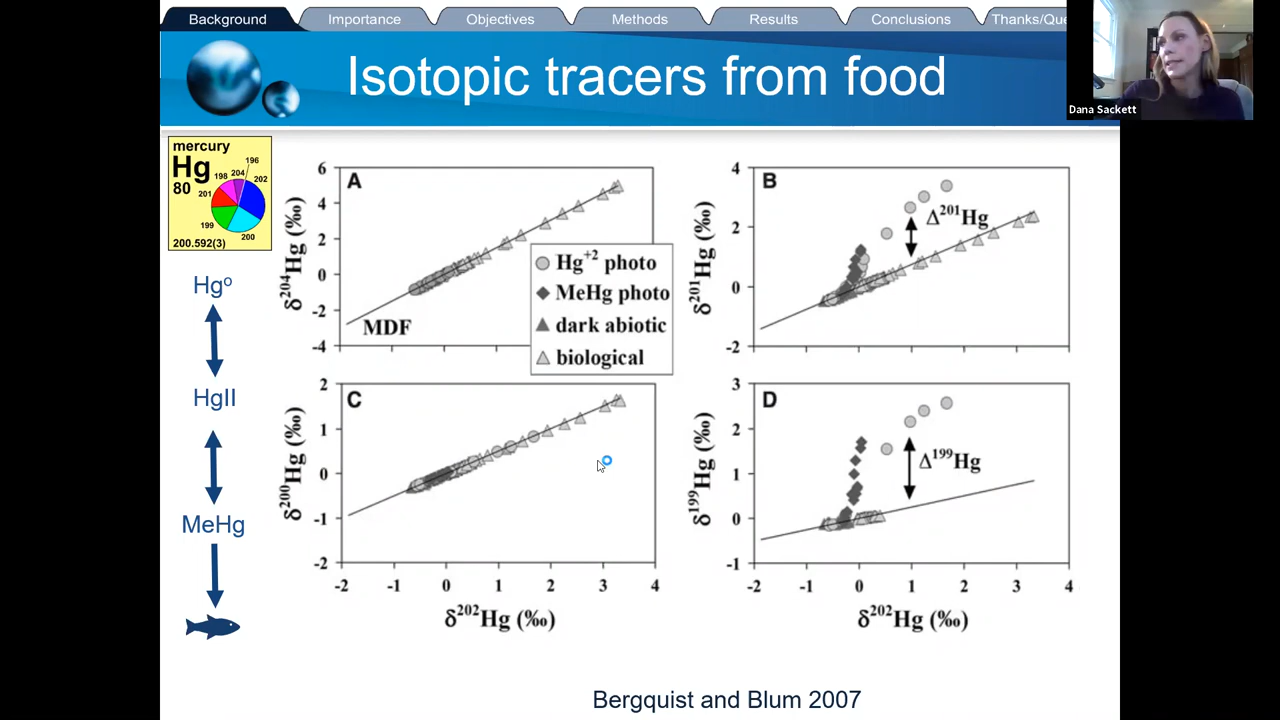 Background Importance Objectives Methods Results Conclusions Thanks/Que
Isotopic tracers from food
Dana Sackett
mercury
Hg
80
196
204
202
198
201
199
200
200.592(3)
Hgº
HgII
MeHg
A
6
4
2
0
-2
-4
δ²⁰⁴Hg (‰)
MDF
Hg⁺² photo
MeHg photo
dark abiotic
biological
B
4
2
0
-2
δ²⁰¹Hg (‰)
Δ²⁰¹Hg
C
2
1
0
-1
-2
δ²⁰⁰Hg (‰)
-2 -1 0 1 2 3 4
δ²⁰²Hg (‰)
D
3
2
1
0
-1
δ¹⁹⁹Hg (‰)
Δ¹⁹⁹Hg
-2 -1 0 1 2 3 4
δ²⁰²Hg (‰)
Bergquist and Blum 2007